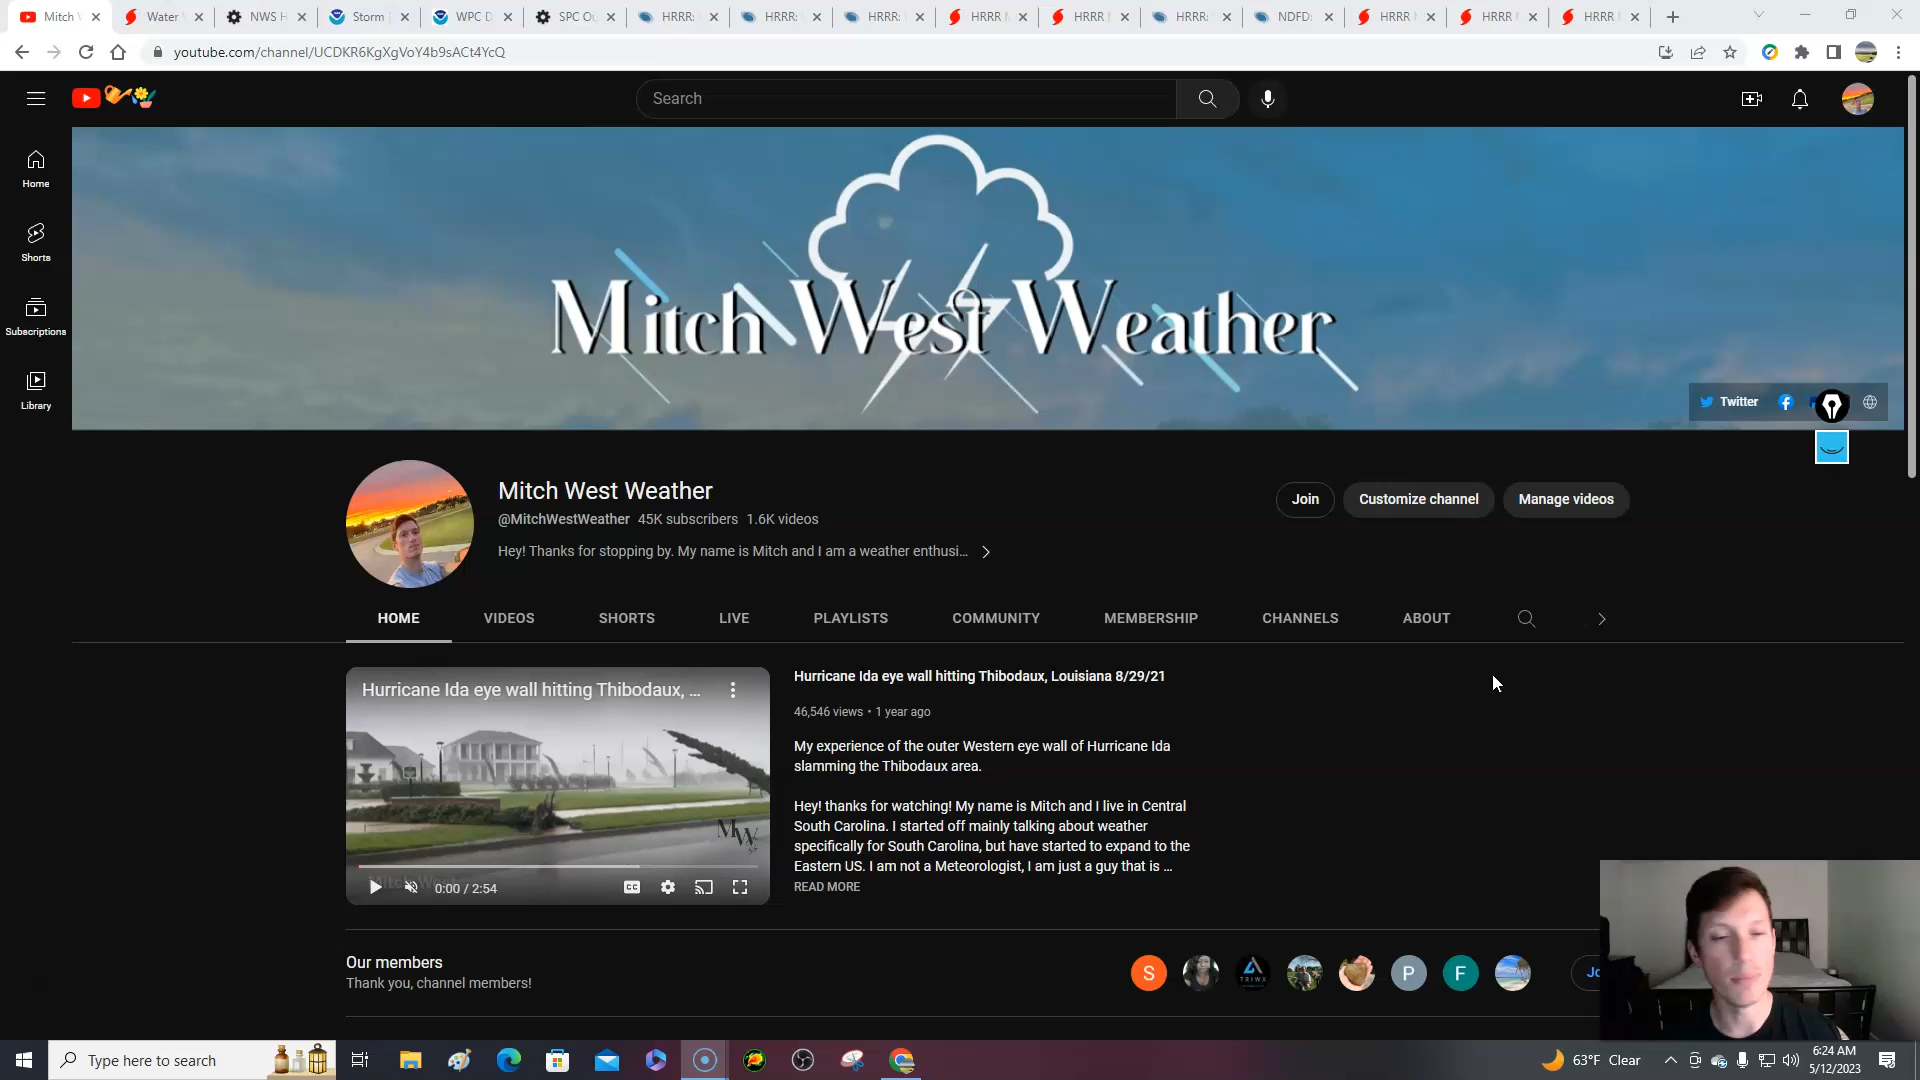 Mitch
Water
NWS H
Storm
WPC D
SPC Ou
HRRR:
HRRR:
HRRR:
HRRR
HRRR
HRRR:
NDFD:
HRRR
HRRR
HRRR
youtube.com/channel/UCDKR6KgXgVoY4b9sACt4YcQ
Search
Home
Shorts
Subscriptions
Library
Mitch West Weather
Twitter
Mitch West Weather
@MitchWestWeather 45K subscribers 1.6K videos
Hey! Thanks for stopping by. My name is Mitch and I am a weather enthusi...
Join
Customize channel
Manage videos
HOME
VIDEOS
SHORTS
LIVE
PLAYLISTS
COMMUNITY
MEMBERSHIP
CHANNELS
ABOUT
Hurricane Ida eye wall hitting Thibodaux, ...
MW
CC
0:00 / 2:54
Hurricane Ida eye wall hitting Thibodaux, Louisiana 8/29/21
46,546 views • 1 year ago
My experience of the outer Western eye wall of Hurricane Ida
slamming the Thibodaux area.
Hey! thanks for watching! My name is Mitch and I live in Central
South Carolina. I started off mainly talking about weather
specifically for South Carolina, but have started to expand to the
Eastern US. I am not a Meteorologist, I am just a guy that is ...
READ MORE
Our members
Thank you, channel members!
S
TRIWX
P
F
Jo
Type here to search
63°F Clear
6:24 AM
5/12/2023